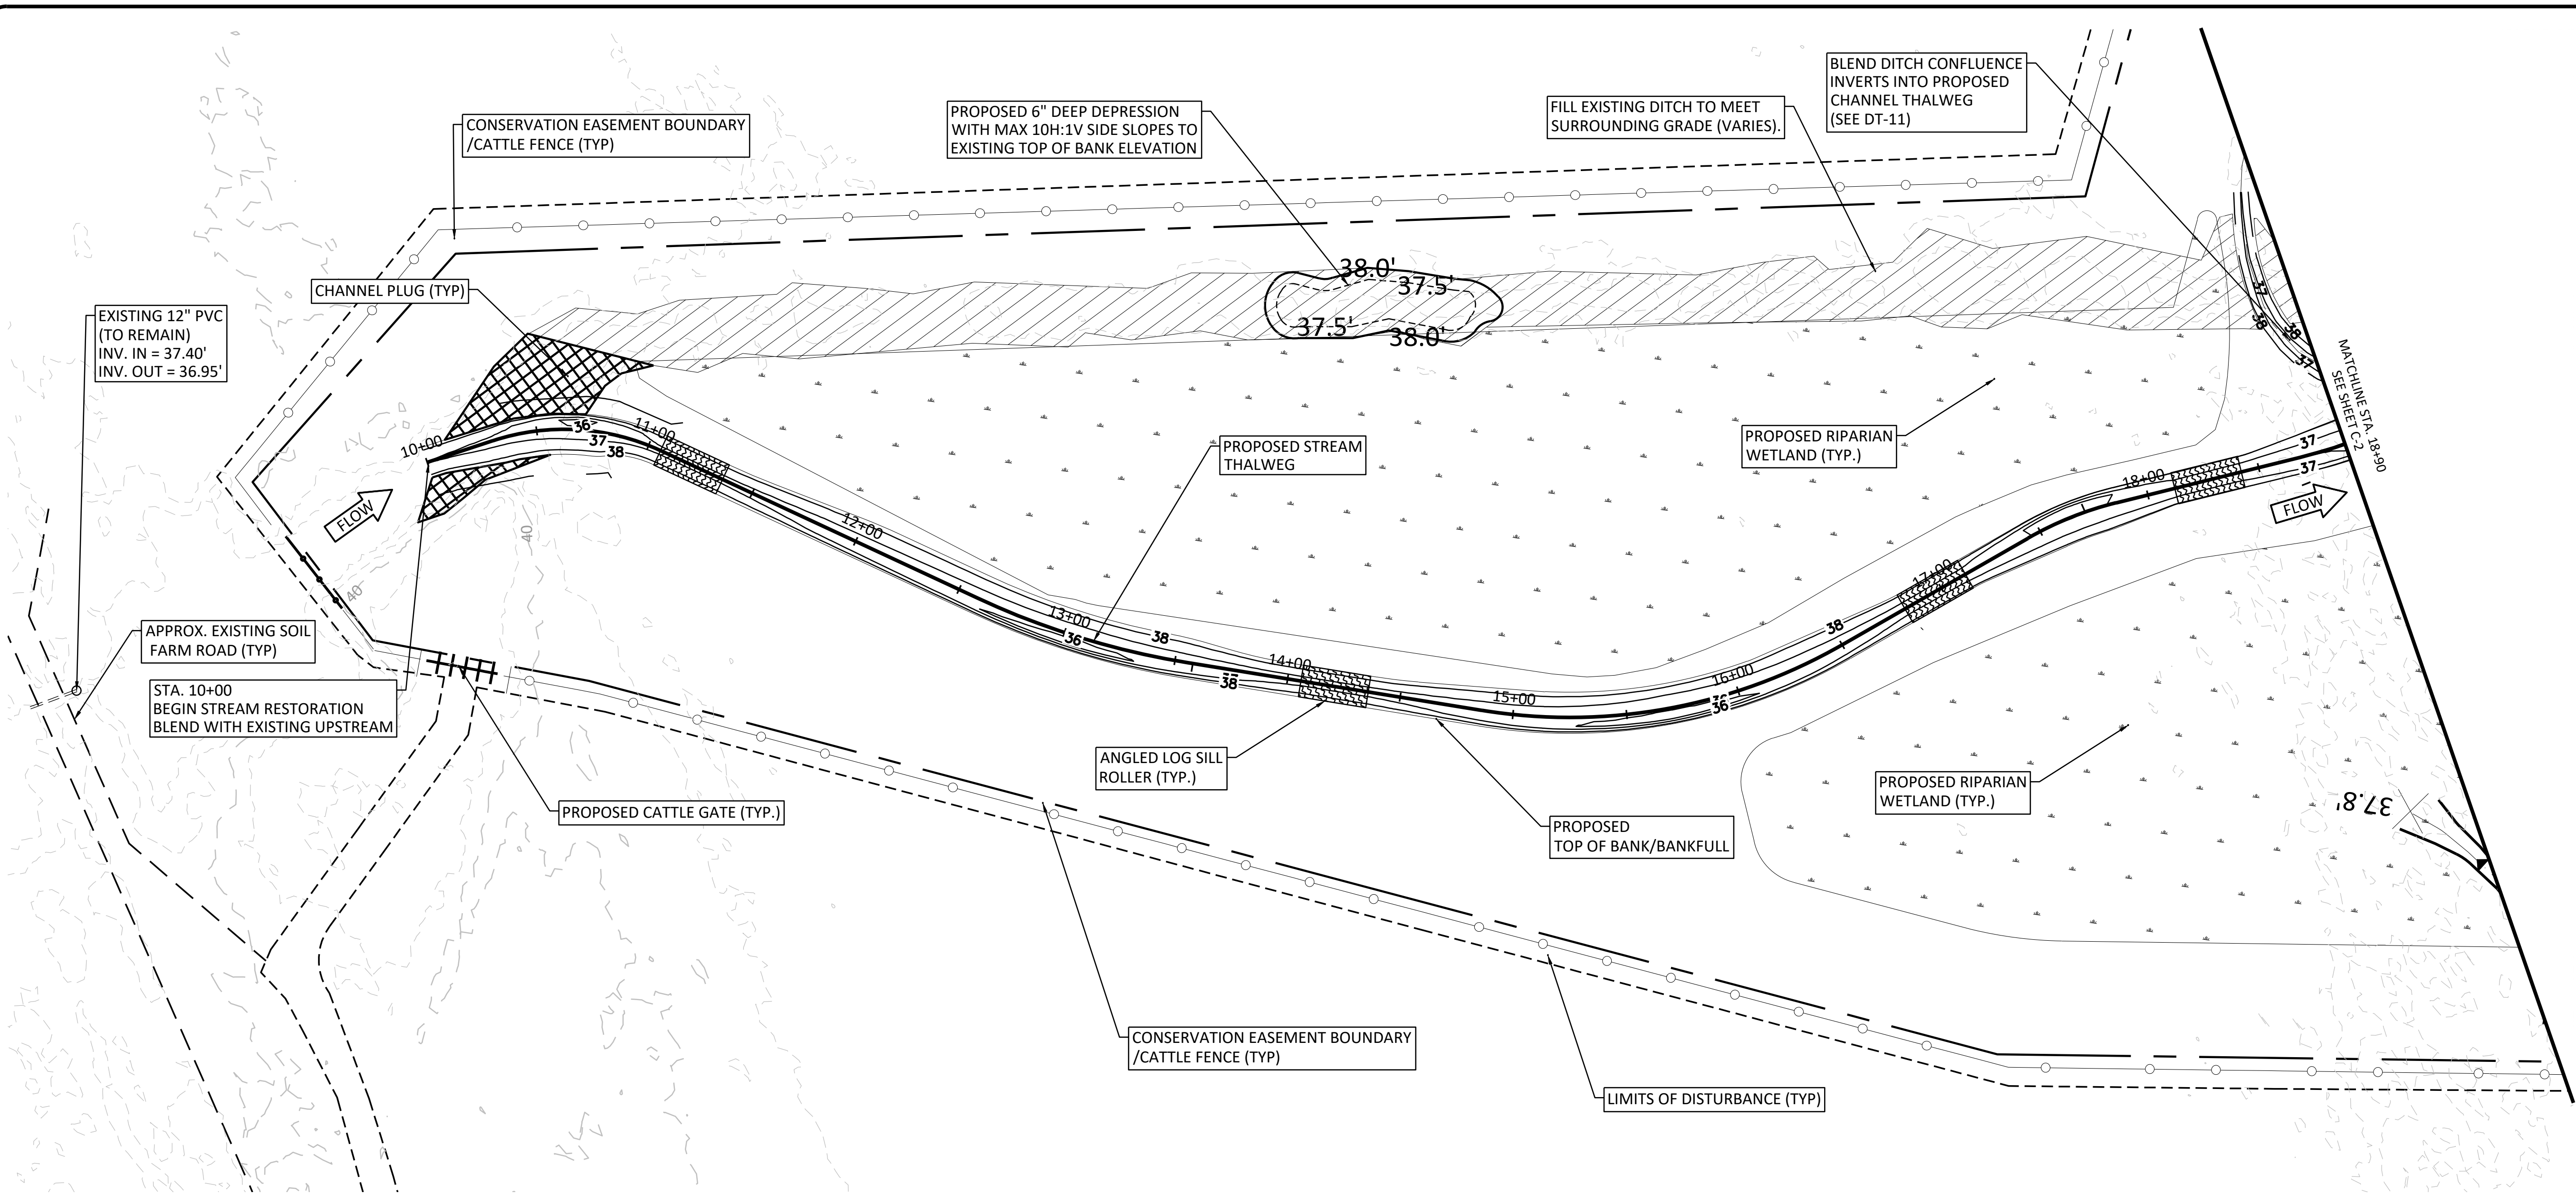 CONSERVATION EASEMENT BOUNDARY
/CATTLE FENCE (TYP)
PROPOSED 6" DEEP DEPRESSION
WITH MAX 10H:1V SIDE SLOPES TO
EXISTING TOP OF BANK ELEVATION
FILL EXISTING DITCH TO MEET
SURROUNDING GRADE (VARIES).
BLEND DITCH CONFLUENCE
INVERTS INTO PROPOSED
CHANNEL THALWEG
(SEE DT-11)
CHANNEL PLUG (TYP)
38.0'
37.5'
37.5'
38.0'
37
38
38
37
EXISTING 12" PVC
(TO REMAIN)
INV. IN = 37.40'
INV. OUT = 36.95'
MATCHLINE STA. 18+90
SEE SHEET C-2
10+00
36
37
38
11+00
PROPOSED STREAM
THALWEG
PROPOSED RIPARIAN
WETLAND (TYP.)
37
37
18+00
FLOW
FLOW
40
40
12+00
13+00
36
38
14+00
38
15+00
16+00
36
38
17+00
APPROX. EXISTING SOIL
FARM ROAD (TYP)
STA. 10+00
BEGIN STREAM RESTORATION
BLEND WITH EXISTING UPSTREAM
ANGLED LOG SILL
ROLLER (TYP.)
PROPOSED CATTLE GATE (TYP.)
PROPOSED
TOP OF BANK/BANKFULL
PROPOSED RIPARIAN
WETLAND (TYP.)
37.8'
CONSERVATION EASEMENT BOUNDARY
/CATTLE FENCE (TYP)
LIMITS OF DISTURBANCE (TYP)